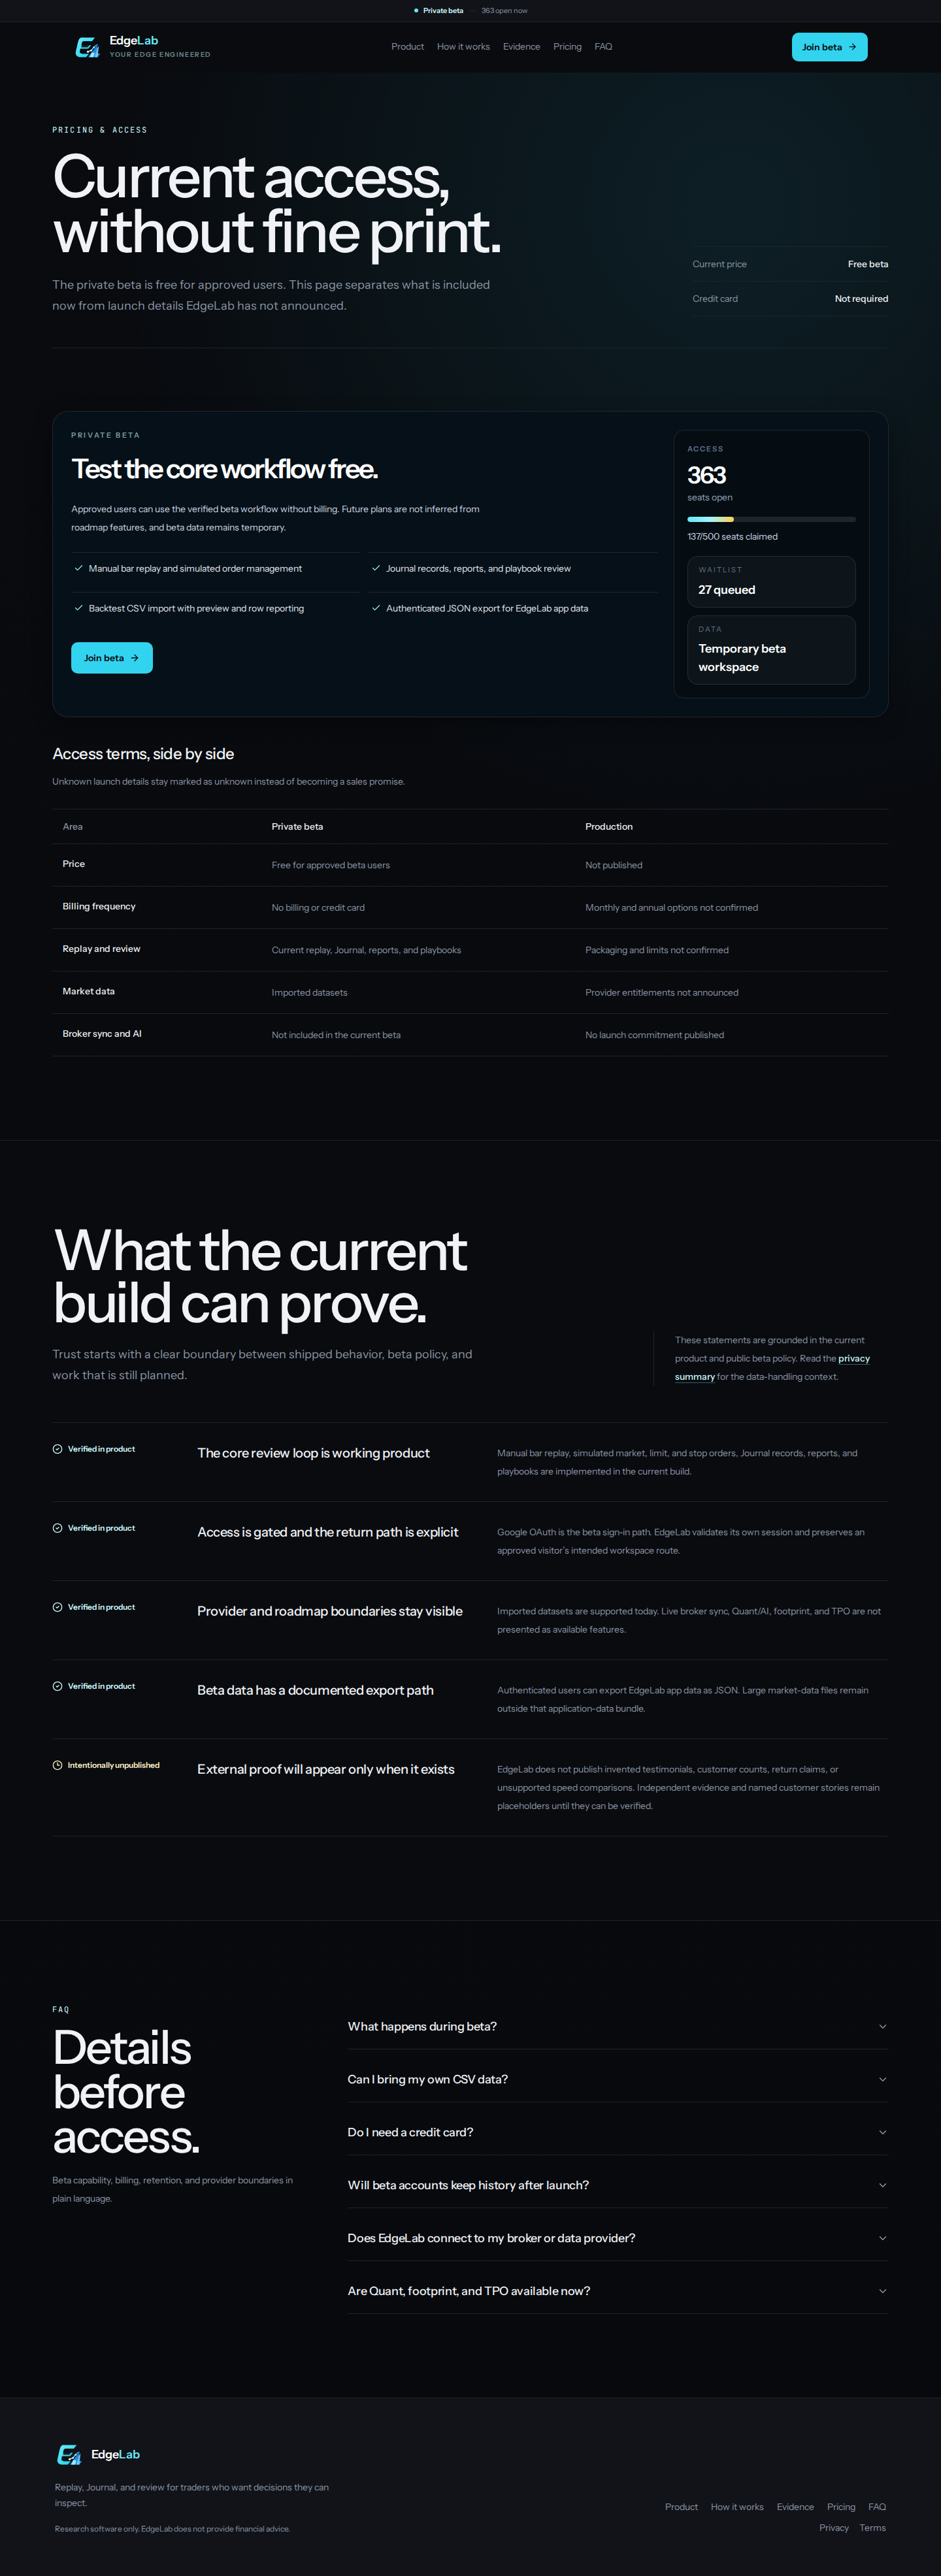 Private beta
363 open now
EdgeLab
YOUR EDGE ENGINEERED
Product How it works Evidence Pricing FAQ
Join beta
PRICING & ACCESS
Current access,
without fine print.
The private beta is free for approved users. This page separates what is included
now from launch details EdgeLab has not announced.
Current price Free beta
Credit card Not required
PRIVATE BETA
Test the core workflow free.
Approved users can use the verified beta workflow without billing. Future plans are not inferred from
roadmap features, and beta data remains temporary.
Manual bar replay and simulated order management
Journal records, reports, and playbook review
Backtest CSV import with preview and row reporting
Authenticated JSON export for EdgeLab app data
Join beta
ACCESS
363
seats open
137/500 seats claimed
WAITLIST
27 queued
DATA
Temporary beta
workspace
Access terms, side by side
Unknown launch details stay marked as unknown instead of becoming a sales promise.
Area Private beta Production
Price Free for approved beta users Not published
Billing frequency No billing or credit card Monthly and annual options not confirmed
Replay and review Current replay, Journal, reports, and playbooks Packaging and limits not confirmed
Market data Imported datasets Provider entitlements not announced
Broker sync and AI Not included in the current beta No launch commitment published
What the current
build can prove.
Trust starts with a clear boundary between shipped behavior, beta policy, and
work that is still planned.
These statements are grounded in the current
product and public beta policy. Read the privacy
summary for the data-handling context.
Verified in product
The core review loop is working product
Manual bar replay, simulated market, limit, and stop orders, Journal records, reports, and
playbooks are implemented in the current build.
Verified in product
Access is gated and the return path is explicit
Google OAuth is the beta sign-in path. EdgeLab validates its own session and preserves an
approved visitor's intended workspace route.
Verified in product
Provider and roadmap boundaries stay visible
Imported datasets are supported today. Live broker sync, Quant/AI, footprint, and TPO are not
presented as available features.
Verified in product
Beta data has a documented export path
Authenticated users can export EdgeLab app data as JSON. Large market-data files remain
outside that application-data bundle.
Intentionally unpublished
External proof will appear only when it exists
EdgeLab does not publish invented testimonials, customer counts, return claims, or
unsupported speed comparisons. Independent evidence and named customer stories remain
placeholders until they can be verified.
FAQ
Details
before
access.
Beta capability, billing, retention, and provider boundaries in
plain language.
What happens during beta?
Can I bring my own CSV data?
Do I need a credit card?
Will beta accounts keep history after launch?
Does EdgeLab connect to my broker or data provider?
Are Quant, footprint, and TPO available now?
EdgeLab
Replay, Journal, and review for traders who want decisions they can
inspect.
Research software only. EdgeLab does not provide financial advice.
Product How it works Evidence Pricing FAQ
Privacy Terms